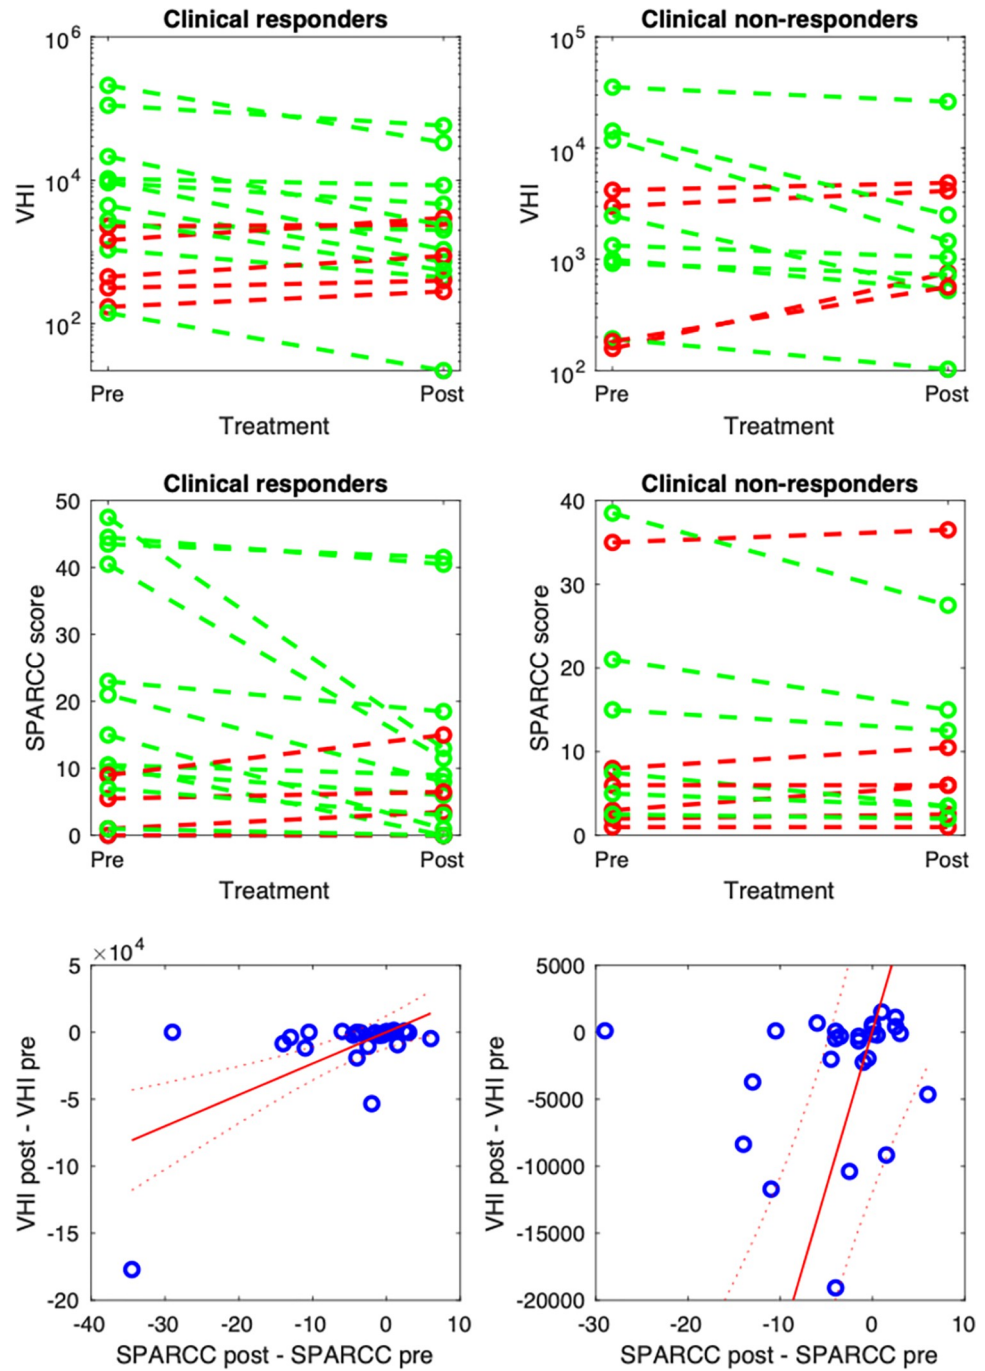 Clinical responders
Clinical non-responders
10^6
10^4
10^2
VHI
Pre
Post
Treatment
10^5
10^4
10^3
10^2
VHI
Pre
Post
Treatment
Clinical responders
Clinical non-responders
50
40
30
20
10
0
SPARCC score
Pre
Post
Treatment
40
30
20
10
0
SPARCC score
Pre
Post
Treatment
×10^4
5
0
-5
-10
-15
-20
VHI post - VHI pre
-40
-30
-20
-10
0
10
SPARCC post - SPARCC pre
5000
0
-5000
-10000
-15000
-20000
VHI post - VHI pre
-30
-20
-10
0
10
SPARCC post - SPARCC pre